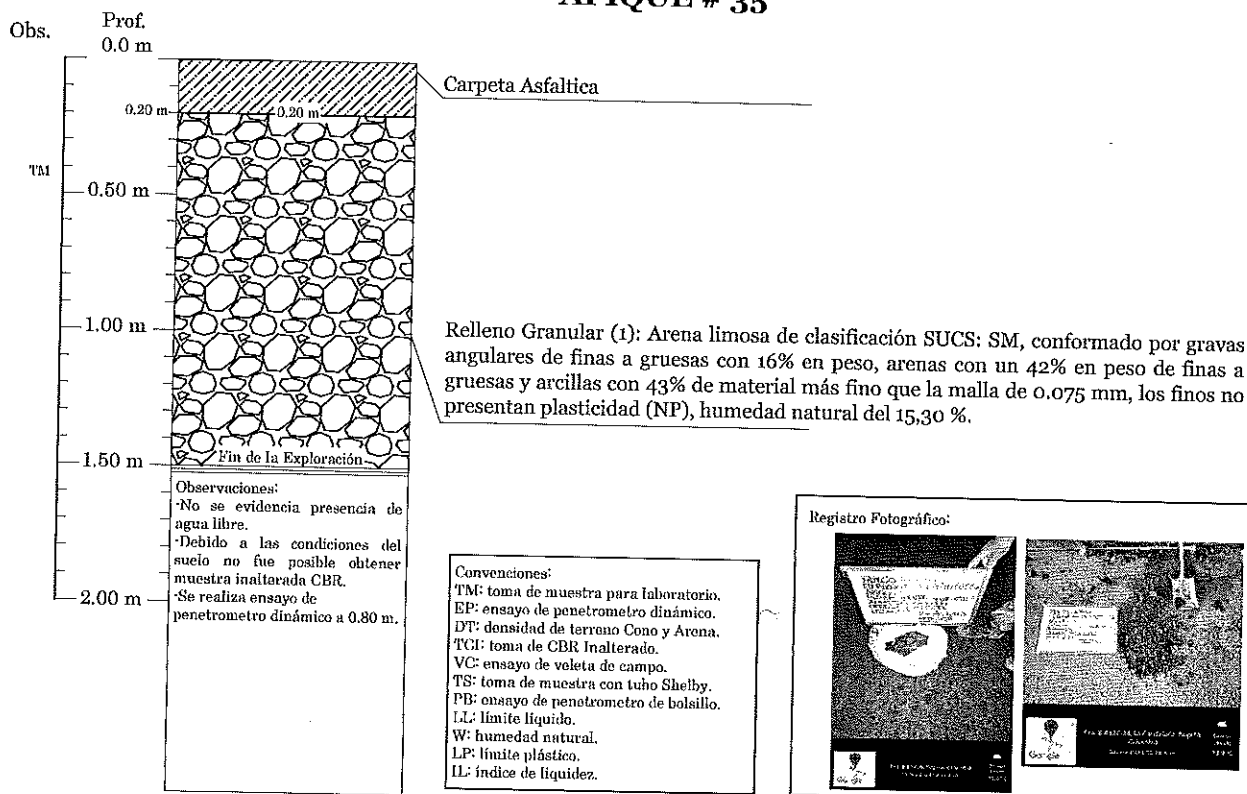 APIQUE # 35
Obs.
Prof.
0.0 m
Carpeta Asfaltica
0.20 m
0.20 m
TM
0.50 m
1.00 m
Relleno Granular (1): Arena limosa de clasificación SUCS: SM, conformado por gravas
angulares de finas a gruesas con 16% en peso, arenas con un 42% en peso de finas a
gruesas y arcillas con 43% de material más fino que la malla de 0.075 mm, los finos no
presentan plasticidad (NP), humedad natural del 15,30 %.
Fin de la Exploración
1.50 m
Observaciones:
-No se evidencia presencia de
agua libre.
-Debido a las condiciones del
suelo no fue posible obtener
muestra inalterada CBR.
-Se realiza ensayo de
penetrometro dinámico a 0.80 m.
2.00 m
Convenciones:
TM: toma de muestra para laboratorio.
EP: ensayo de penetrometro dinámico.
DT: densidad de terreno Cono y Arena.
TCI: toma de CBR Inalterado.
VC: ensayo de veleta de campo.
TS: toma de muestra con tubo Shelby.
PB: ensayo de penetrometro de bolsillo.
LL: límite líquido.
W: humedad natural.
LP: límite plástico.
IL: índice de liquidez.
Registro Fotográfico:
Google